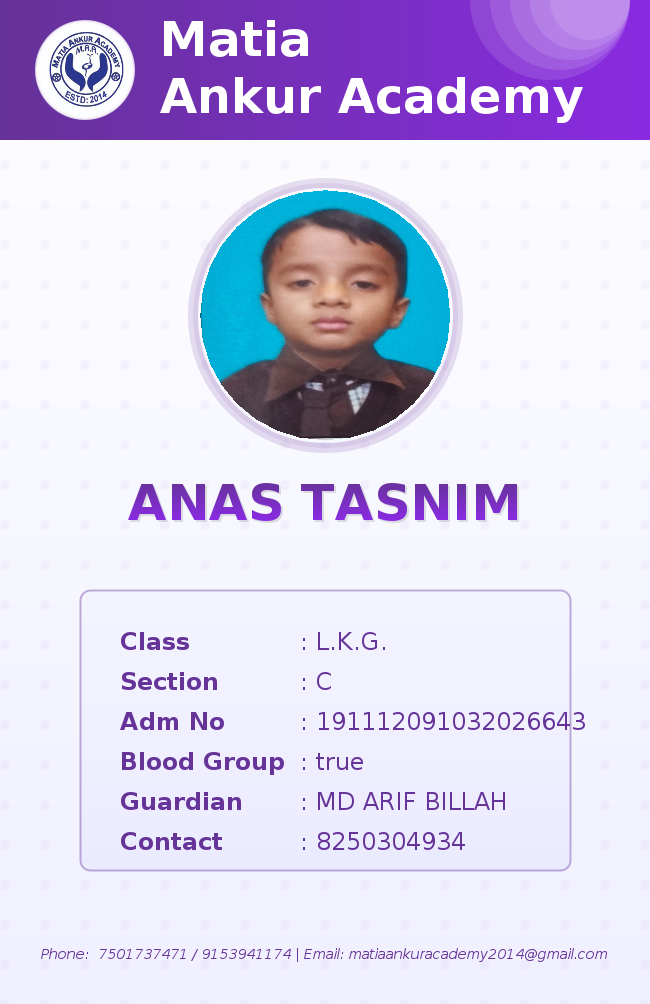 MATIA ANKUR ACADEMY
M.A.A.
ESTD: 2014
Matia
Ankur Academy
ANAS TASNIM
Class : L.K.G.
Section : C
Adm No : 191112091032026643
Blood Group : true
Guardian : MD ARIF BILLAH
Contact : 8250304934
Phone: 7501737471 / 9153941174 | Email: matiaankuracademy2014@gmail.com